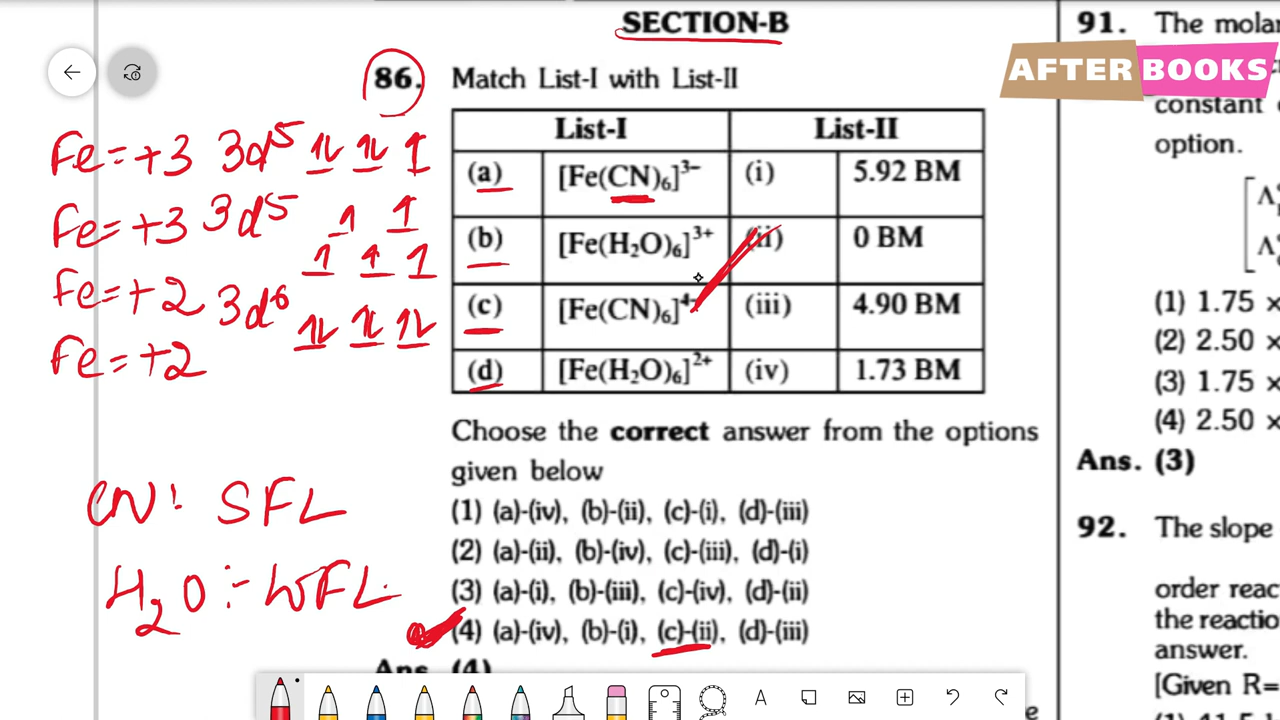 SECTION-B
86. Match List-I with List-II
List-I List-II
(a) [Fe(CN)₆]³⁻ (i) 5.92 BM
(b) [Fe(H₂O)₆]³⁺ (ii) 0 BM
(c) [Fe(CN)₆]⁴⁻ (iii) 4.90 BM
(d) [Fe(H₂O)₆]²⁺ (iv) 1.73 BM
Choose the correct answer from the options
given below
(1) (a)-(iv), (b)-(ii), (c)-(i), (d)-(iii)
(2) (a)-(ii), (b)-(iv), (c)-(iii), (d)-(i)
(3) (a)-(i), (b)-(iii), (c)-(iv), (d)-(ii)
(4) (a)-(iv), (b)-(i), (c)-(ii), (d)-(iii)
Ans (4)
Fe=+3 3d⁵ ⥮ ⥮ ↿
Fe=+3 3d⁵ ↿ ↿
↿ ↿ ↿
Fe=+2 3d⁶ ⥮ ⥮ ⥮
Fe=+2
CN: SFL
H₂O:- WFL.
AFTER BOOKS
91. The molar
constant
option.
(1) 1.75 ×
(2) 2.50 ×
(3) 1.75 ×
(4) 2.50 ×
Ans. (3)
92. The slope
order reac
the reactio
answer.
[Given R=
A